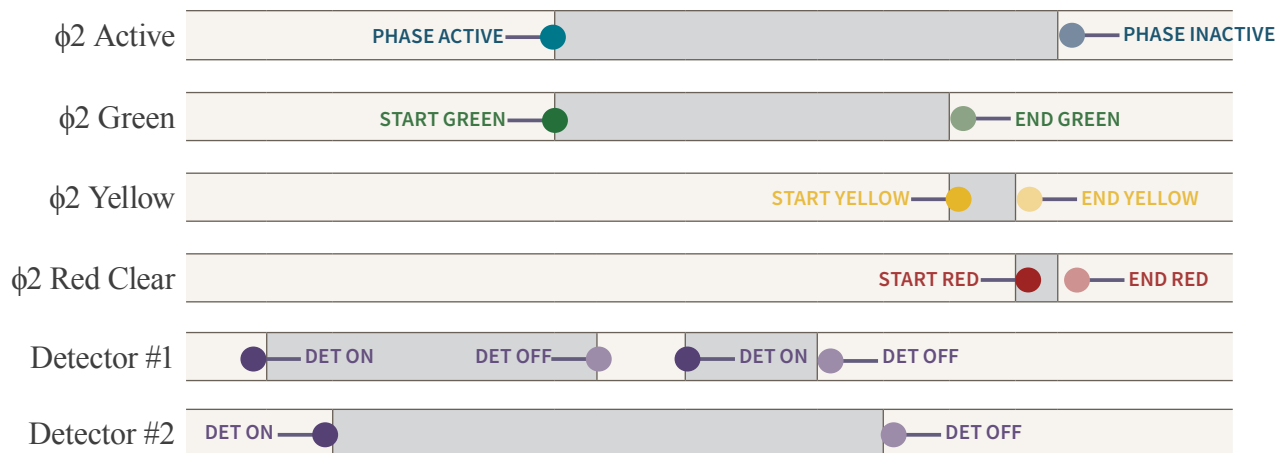 ϕ2 Active PHASE ACTIVE PHASE INACTIVE
ϕ2 Green START GREEN END GREEN
ϕ2 Yellow START YELLOW END YELLOW
ϕ2 Red Clear START RED END RED
Detector #1 DET ON DET OFF DET ON DET OFF
Detector #2 DET ON DET OFF